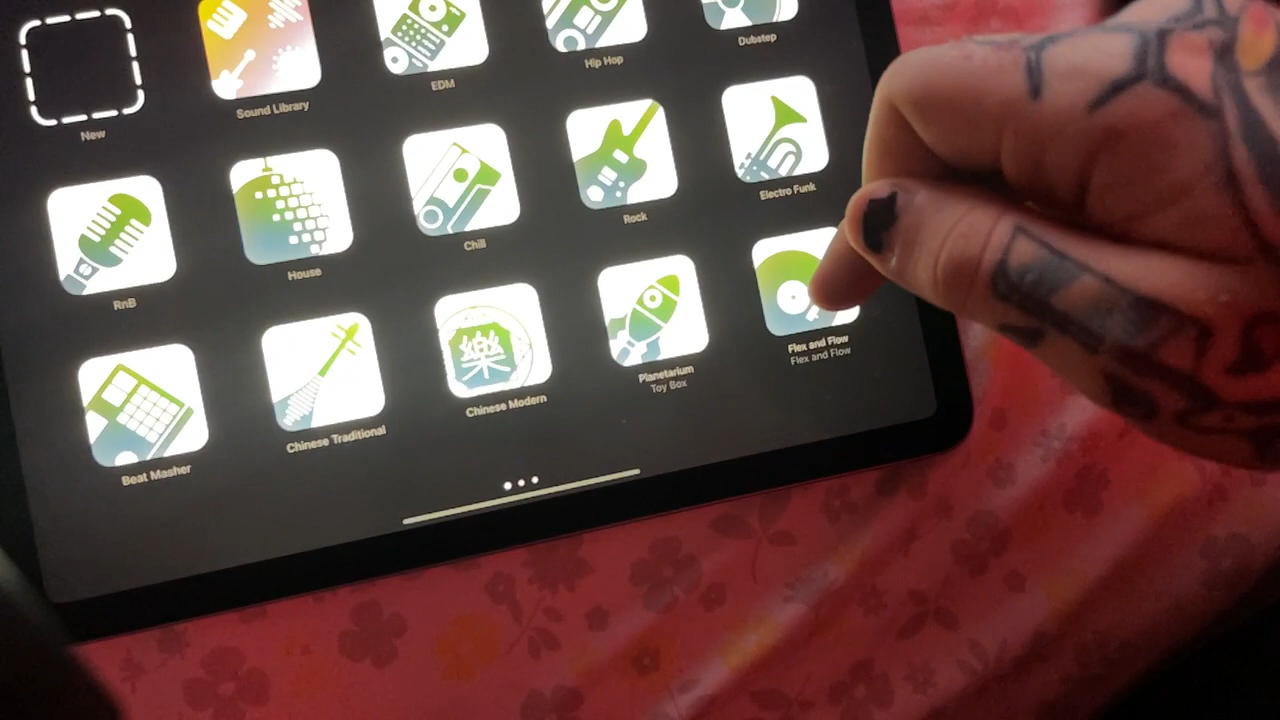 New
Sound Library
EDM
Hip Hop
Dubstep
RnB
House
Chill
Rock
Electro Funk
Beat Masher
Chinese Traditional
樂
Chinese Modern
Planetarium
Toy Box
Flex and Flow
Flex and Flow